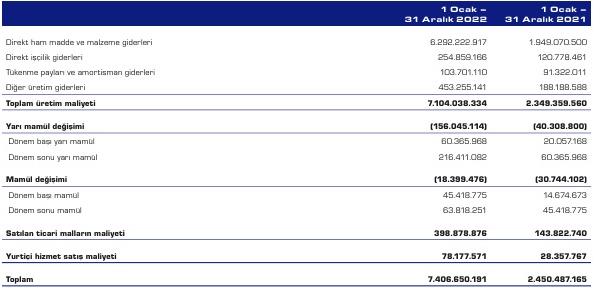 1 Ocak – 1 Ocak –
31 Aralık 2022 31 Aralık 2021
Direkt ham madde ve malzeme giderleri 6.292.222.917 1.949.070.500
Direkt işçilik giderleri 254.859.166 120.778.461
Tükenme payları ve amortisman giderleri 103.701.110 91.322.011
Diğer üretim giderleri 453.255.141 188.188.588
Toplam üretim maliyeti 7.104.038.334 2.349.359.560
Yarı mamül değişimi (156.045.114) (40.308.800)
Dönem başı yarı mamül 60.365.968 20.057.168
Dönem sonu yarı mamül 216.411.082 60.365.968
Mamül değişimi (18.399.476) (30.744.102)
Dönem başı mamül 45.418.775 14.674.673
Dönem sonu mamül 63.818.251 45.418.775
Satılan ticari malların maliyeti 398.878.876 143.822.740
Yurtiçi hizmet satış maliyeti 78.177.571 28.357.767
Toplam 7.406.650.191 2.450.487.165